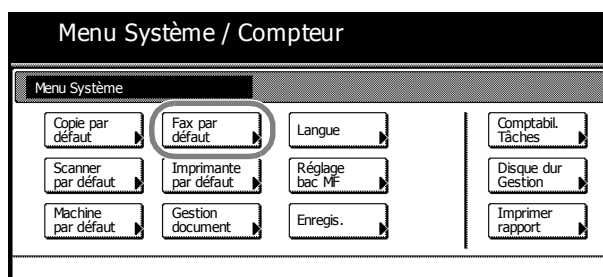 Menu Système / Compteur
Menu Système
Copie par
défaut
Fax par
défaut
Langue
Comptabil.
Tâches
Scanner
par défaut
Imprimante
par défaut
Réglage
bac MF
Disque dur
Gestion
Machine
par défaut
Gestion
document
Enregis.
Imprimer
rapport